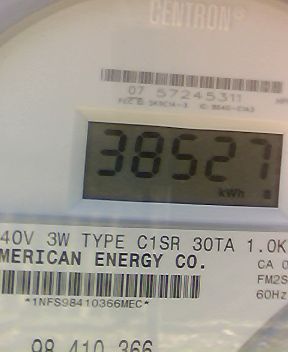 CENTRON®
07 57245311
38527
kWh
40V 3W TYPE C1SR 30TA 1.0K
MERICAN ENERGY CO.
CA 0
FM2S
60Hz
*1NFS98410366MEC*
98 410 366